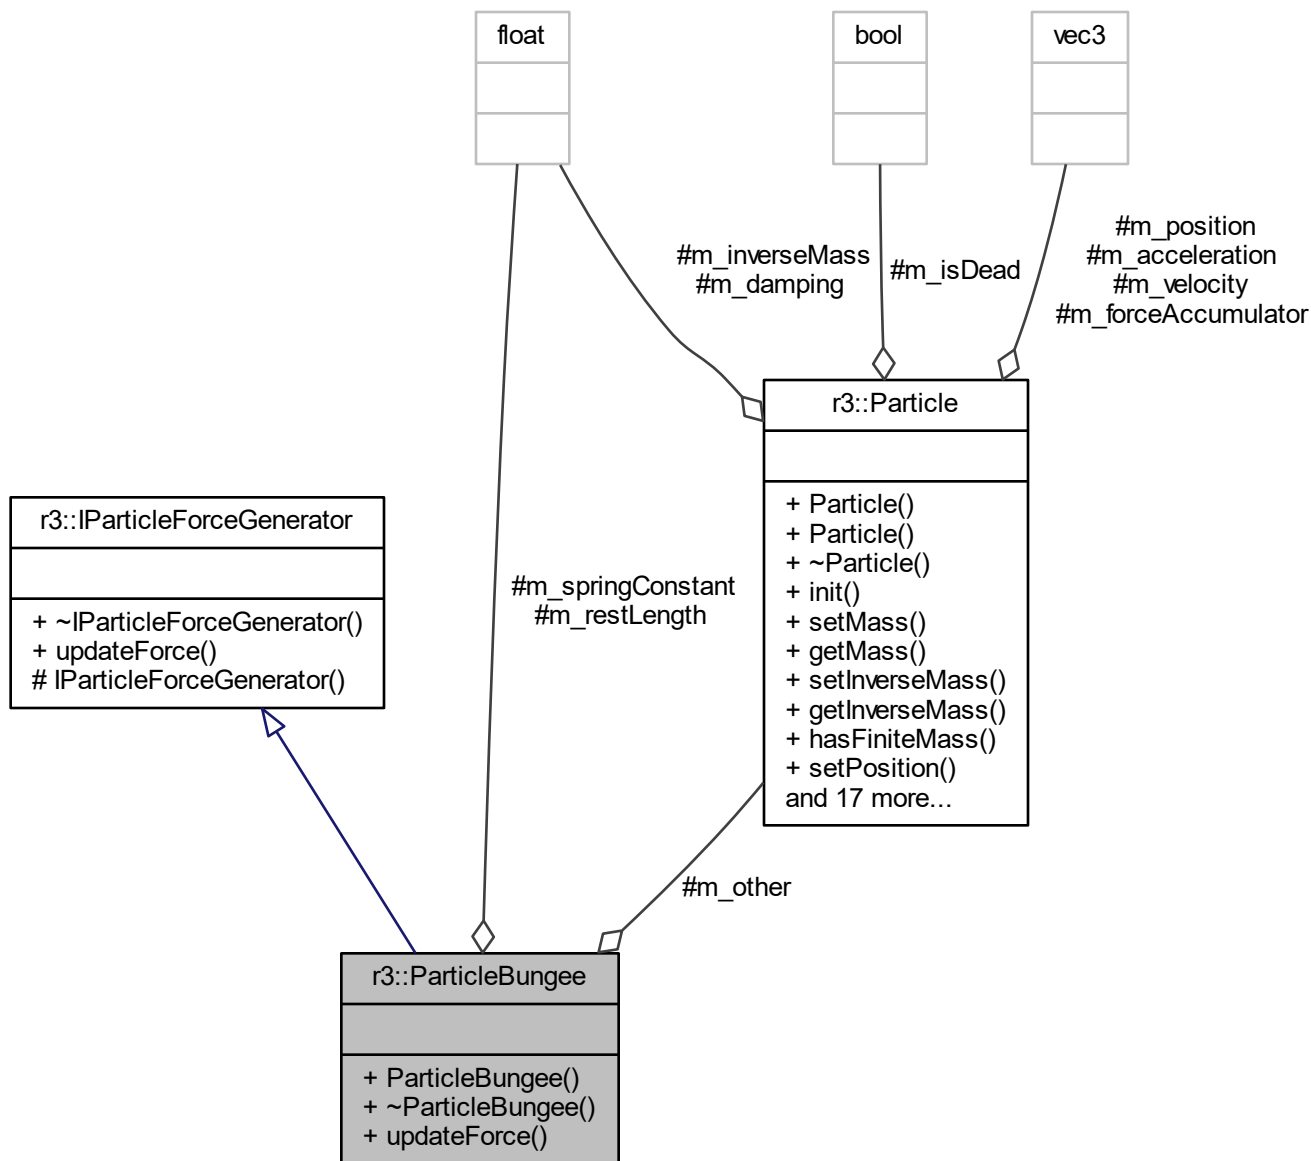 float
bool
vec3
#m_position
#m_acceleration
#m_velocity
#m_forceAccumulator
#m_inverseMass
#m_damping
#m_isDead
r3::Particle
+ Particle()
+ Particle()
+ ~Particle()
+ init()
+ setMass()
+ getMass()
+ setInverseMass()
+ getInverseMass()
+ hasFiniteMass()
+ setPosition()
and 17 more...
r3::IParticleForceGenerator
+ ~IParticleForceGenerator()
+ updateForce()
# IParticleForceGenerator()
#m_springConstant
#m_restLength
#m_other
r3::ParticleBungee
+ ParticleBungee()
+ ~ParticleBungee()
+ updateForce()